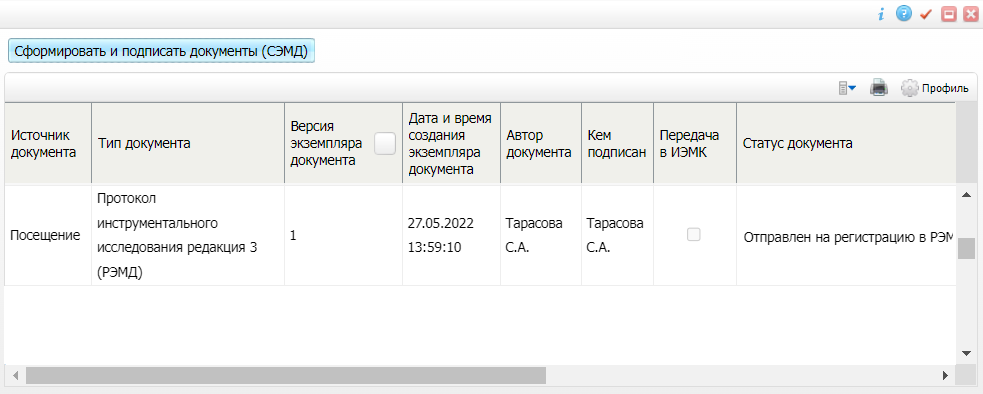 Сформировать и подписать документы (СЭМД)
Профиль
Источник
документа
Тип документа
Версия
экземпляра
документа
Дата и время
создания
экземпляра
документа
Автор
документа
Кем
подписан
Передача
в ИЭМК
Статус документа
Посещение
Протокол
инструментального
исследования редакция 3
(РЭМД)
1
27.05.2022
13:59:10
Тарасова
С.А.
Тарасова
С.А.
Отправлен на регистрацию в РЭМ